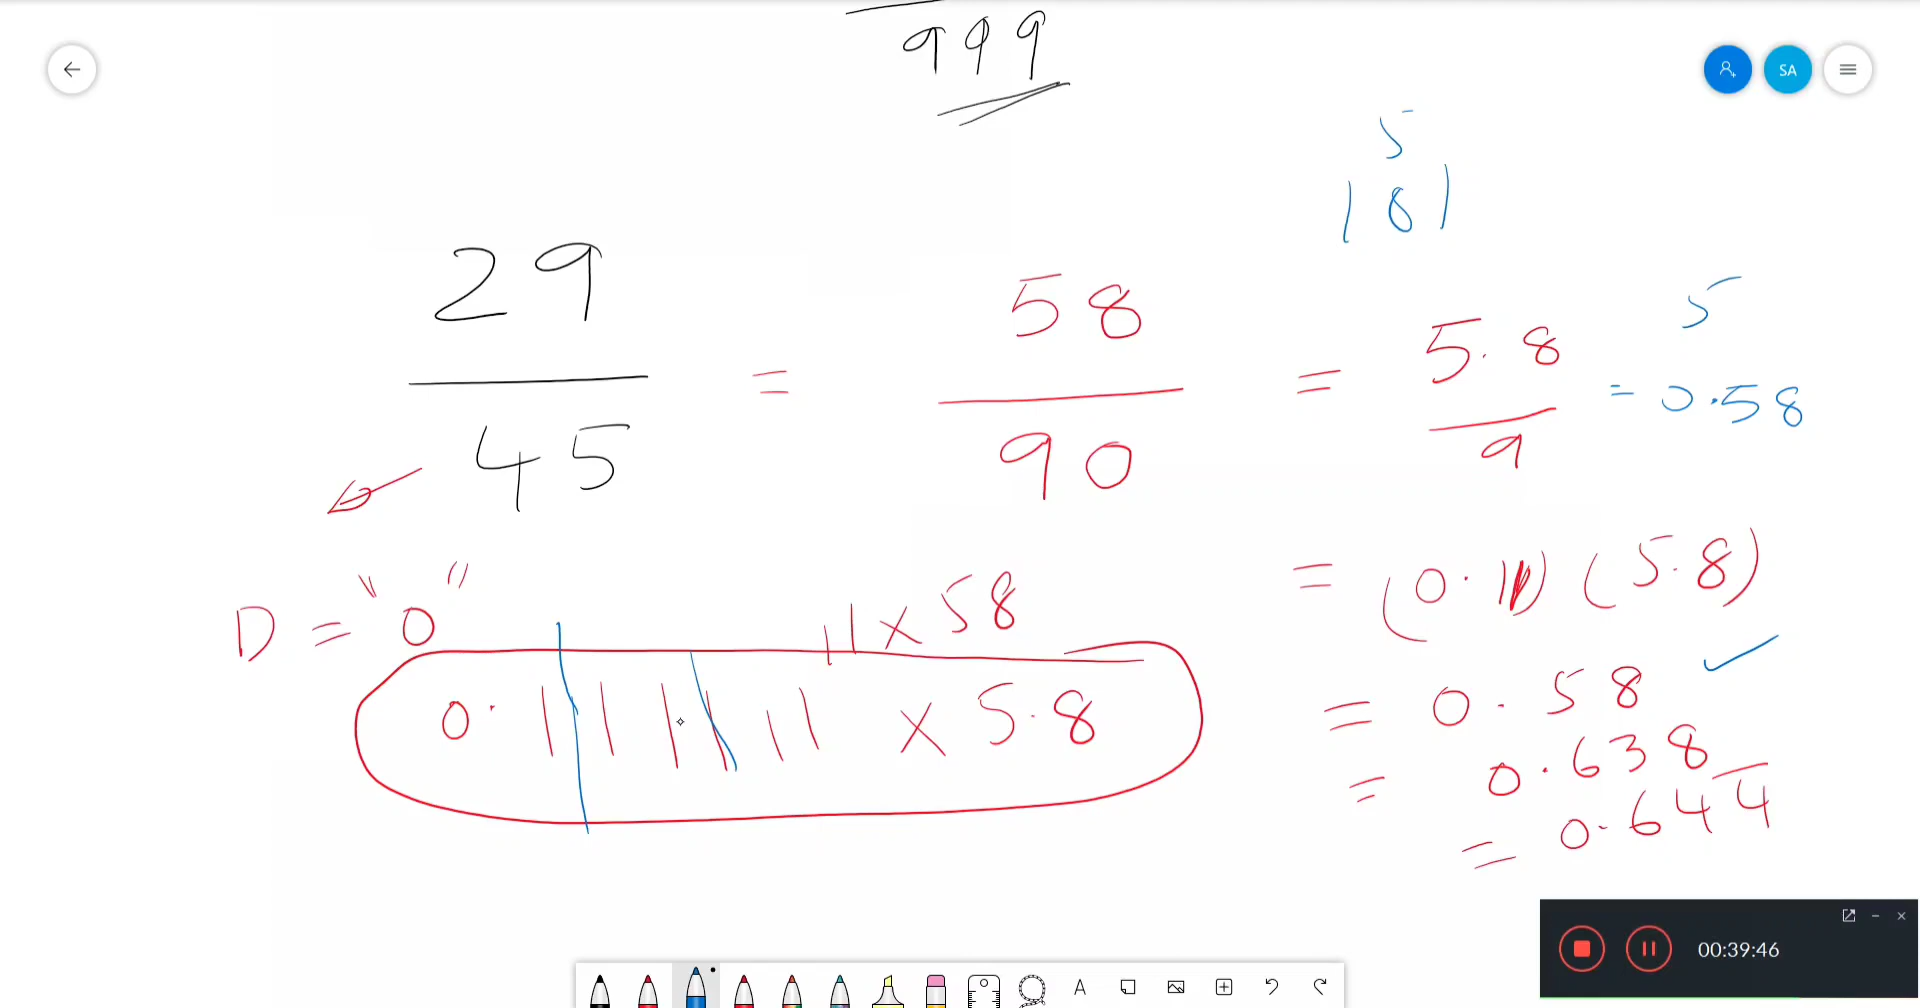 999
SA
5
101
29
45
=
58
90
=
5.8
9
5
= 0.58
D = "0"
11 x 58
0.111111 x 5.8
= (0.11) (5.8)
= 0.58
= 0.638
= 0.644
A
00:39:46